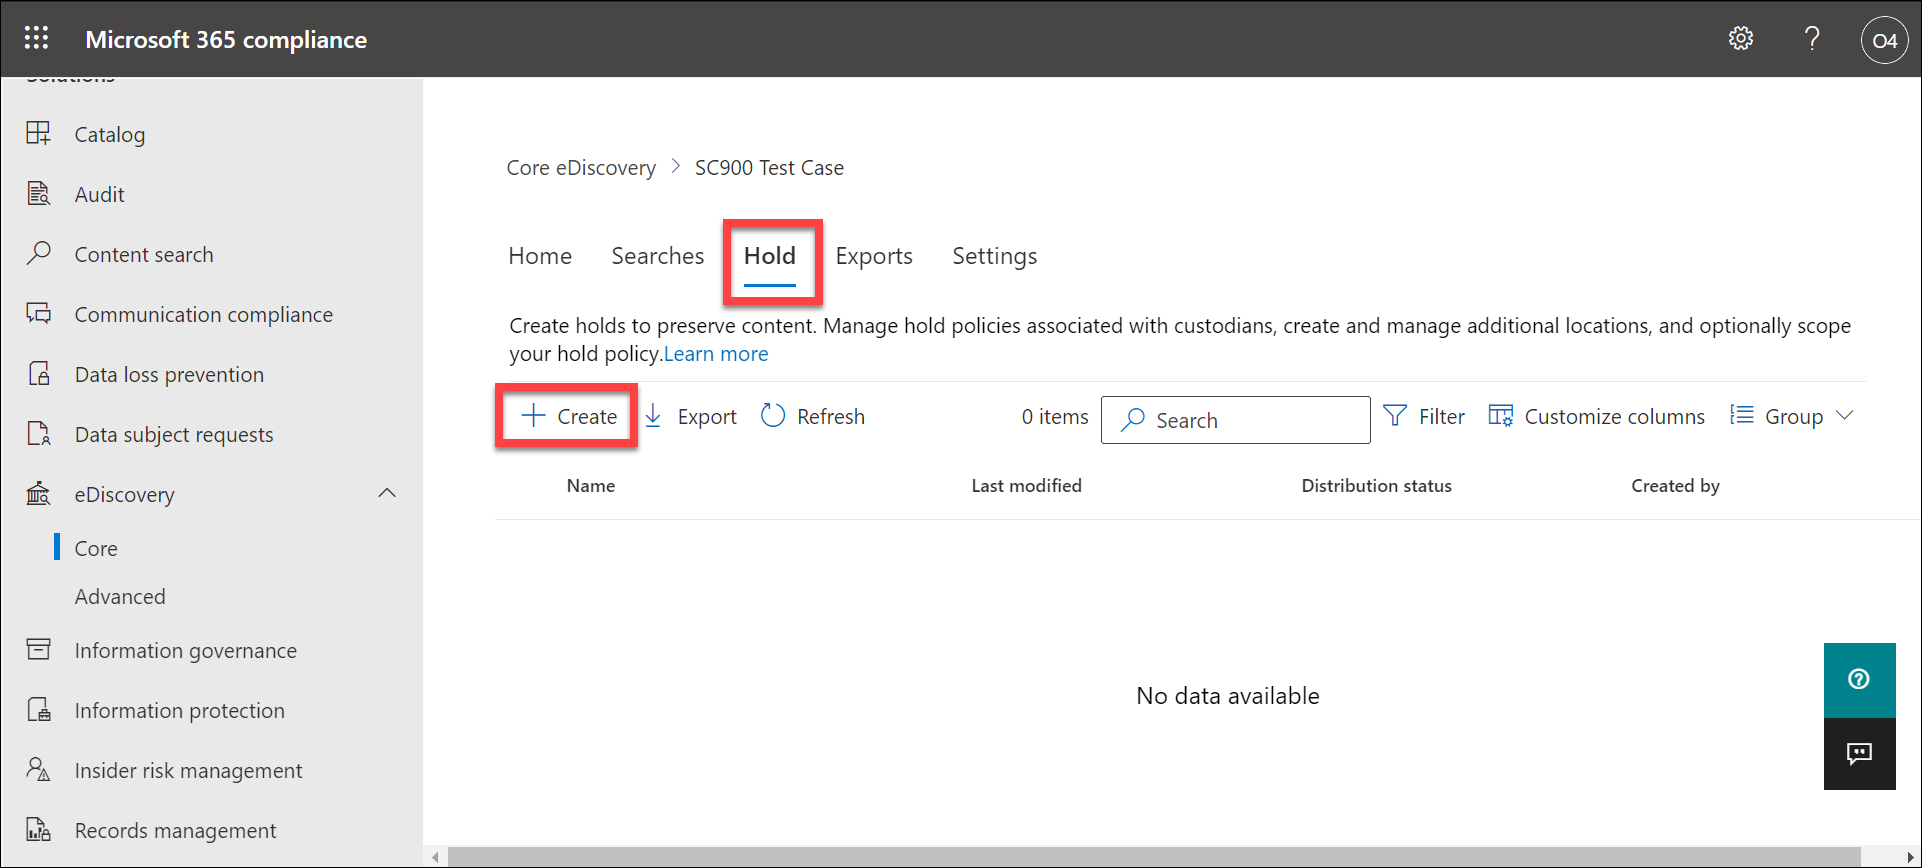 Microsoft 365 compliance
O4
Solutions
Catalog
Audit
Content search
Communication compliance
Data loss prevention
Data subject requests
eDiscovery
Core
Advanced
Information governance
Information protection
Insider risk management
Records management
Core eDiscovery > SC900 Test Case
Home Searches Hold Exports Settings
Create holds to preserve content. Manage hold policies associated with custodians, create and manage additional locations, and optionally scope
your hold policy.Learn more
Create Export Refresh 0 items Search Filter Customize columns Group
Name Last modified Distribution status Created by
No data available